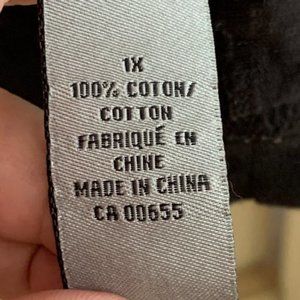 1X
100% COTON/
COTTON
FABRIQUÉ EN
CHINE
MADE IN CHINA
CA 00655